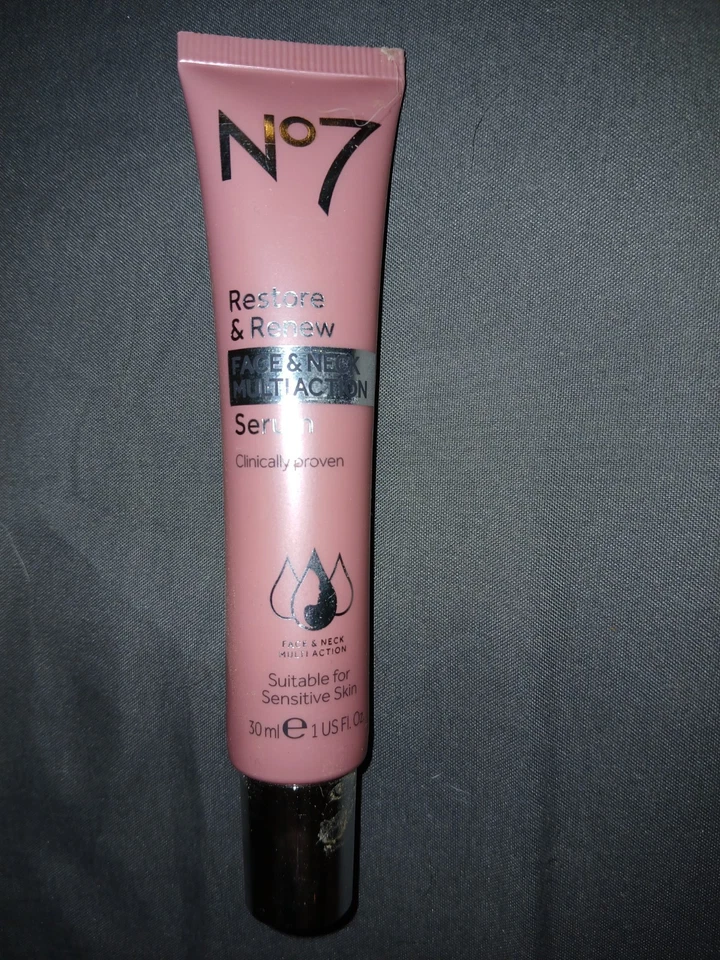 No7
Restore
& Renew
FACE & NECK
MULTI ACTION
Serum
Clinically proven
FACE & NECK
MULTI ACTION
Suitable for
Sensitive Skin
30 ml e 1 US Fl. Oz.